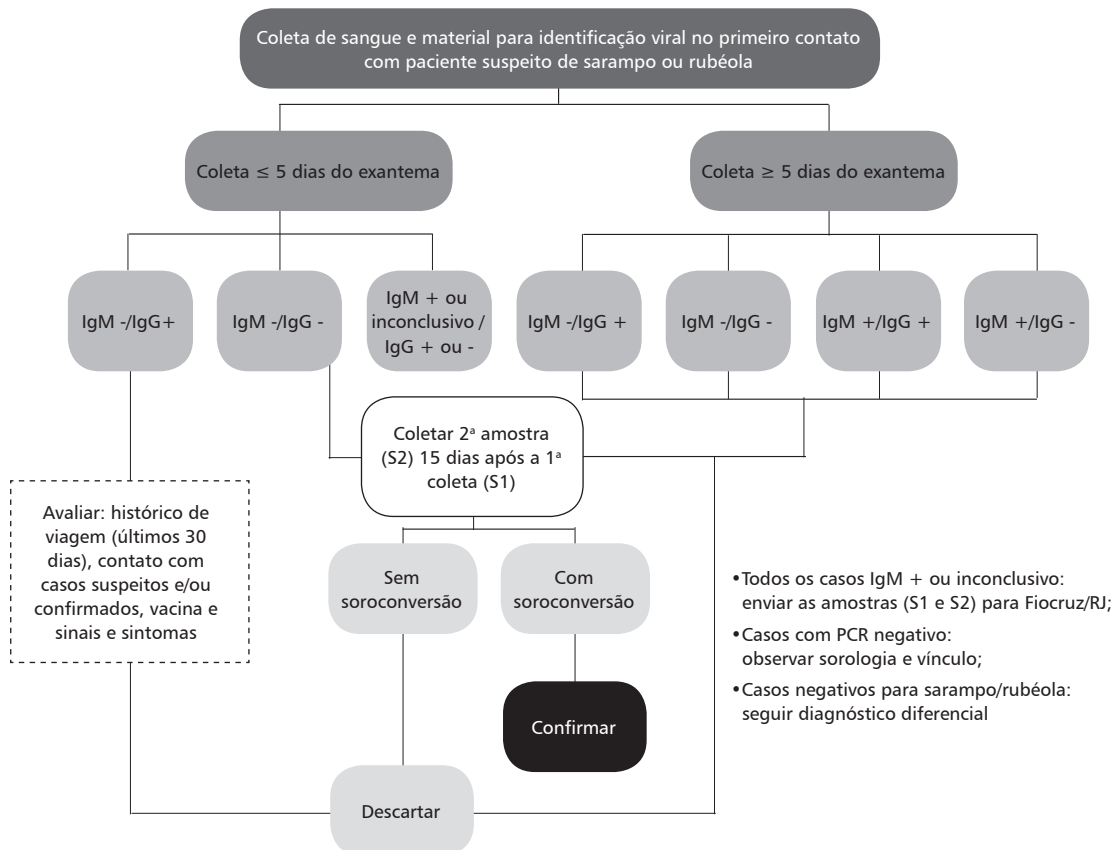 Coleta de sangue e material para identificação viral no primeiro contato
com paciente suspeito de sarampo ou rubéola
Coleta ≤ 5 dias do exantema
Coleta ≥ 5 dias do exantema
IgM -/IgG+
IgM -/IgG -
IgM + ou
inconclusivo /
IgG + ou -
IgM -/IgG +
IgM -/IgG -
IgM +/IgG +
IgM +/IgG -
Coletar 2ª amostra
(S2) 15 dias após a 1ª
coleta (S1)
Avaliar: histórico de
viagem (últimos 30
dias), contato com
casos suspeitos e/ou
confirmados, vacina e
sinais e sintomas
Sem
soroconversão
Com
soroconversão
•Todos os casos IgM + ou inconclusivo:
enviar as amostras (S1 e S2) para Fiocruz/RJ;
•Casos com PCR negativo:
observar sorologia e vínculo;
•Casos negativos para sarampo/rubéola:
seguir diagnóstico diferencial
Confirmar
Descartar